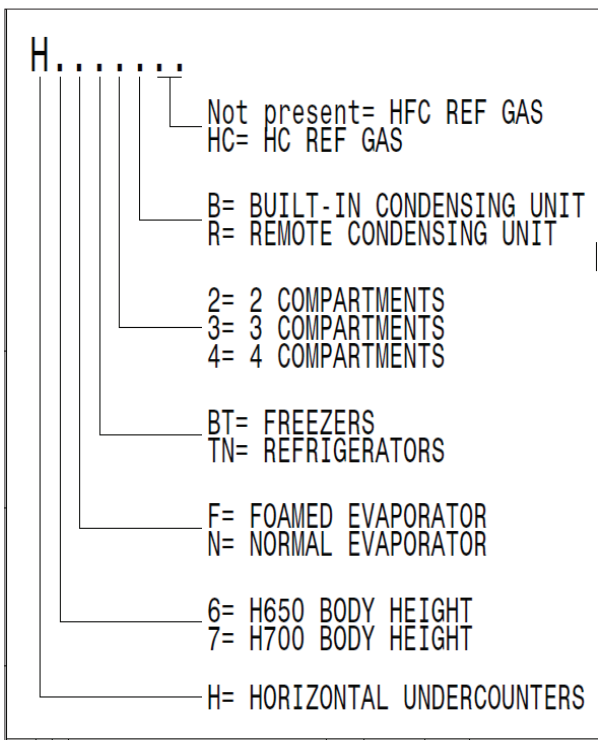 H.......
Not present= HFC REF GAS
HC= HC REF GAS
B= BUILT-IN CONDENSING UNIT
R= REMOTE CONDENSING UNIT
2= 2 COMPARTMENTS
3= 3 COMPARTMENTS
4= 4 COMPARTMENTS
BT= FREEZERS
TN= REFRIGERATORS
F= FOAMED EVAPORATOR
N= NORMAL EVAPORATOR
6= H650 BODY HEIGHT
7= H700 BODY HEIGHT
H= HORIZONTAL UNDERCOUNTERS